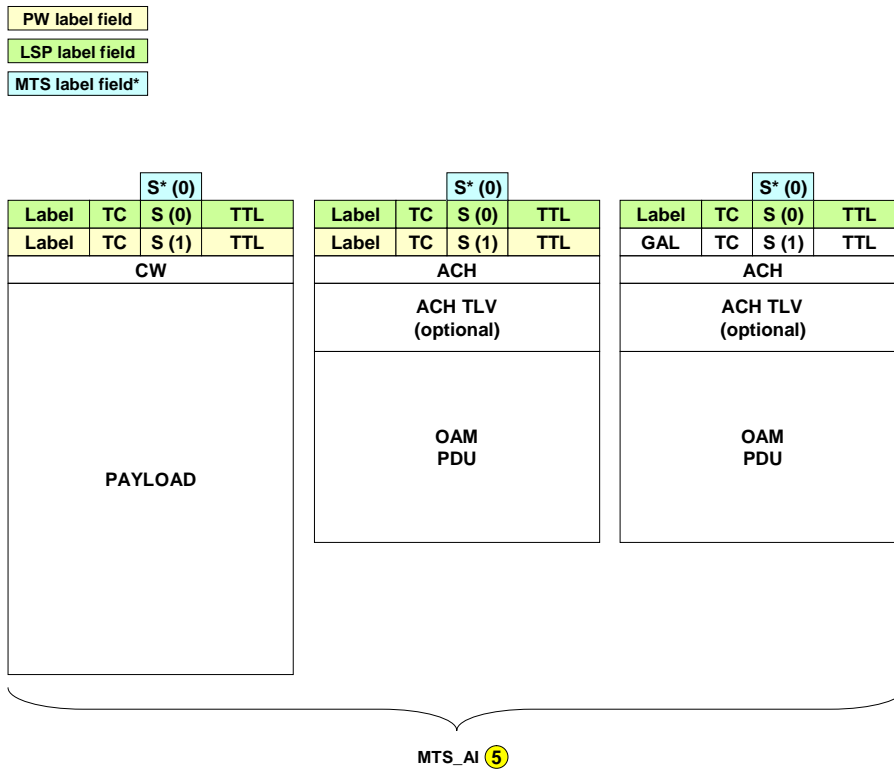 PW label field
LSP label field
MTS label field*
S* (0) S* (0) S* (0)
Label TC S (0) TTL Label TC S (0) TTL Label TC S (0) TTL
Label TC S (1) TTL Label TC S (1) TTL GAL TC S (1) TTL
CW ACH ACH
ACH TLV ACH TLV
(optional) (optional)
OAM OAM
PDU PDU
PAYLOAD
MTS_AI 5